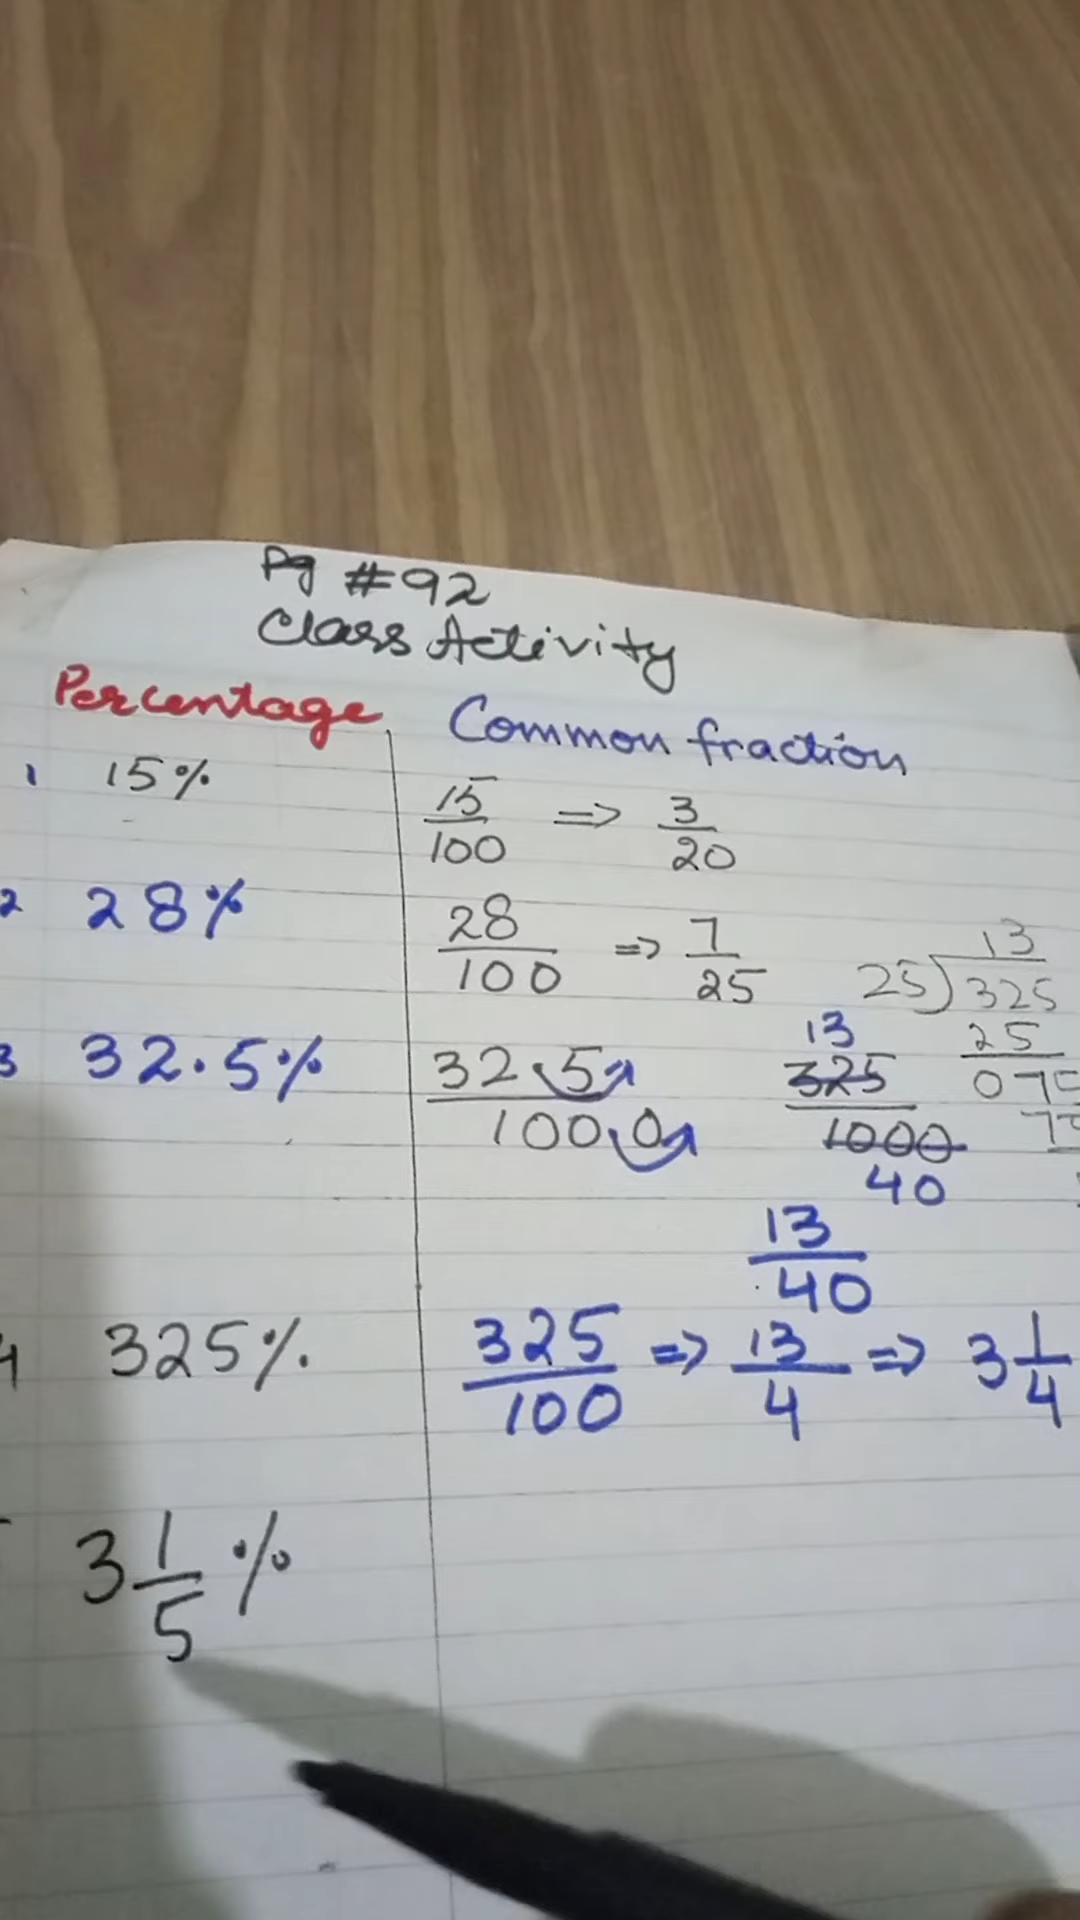 Pg #92
Class Activity
Percentage Common fraction
1 15% 15/100 => 3/20
2 28% 28/100 => 7/25
13
25)325
25
07
3 32.5% 32.5/100.0 325/1000
13
40
13/40
4 325% 325/100 => 13/4 => 3 1/4
3 1/5 %